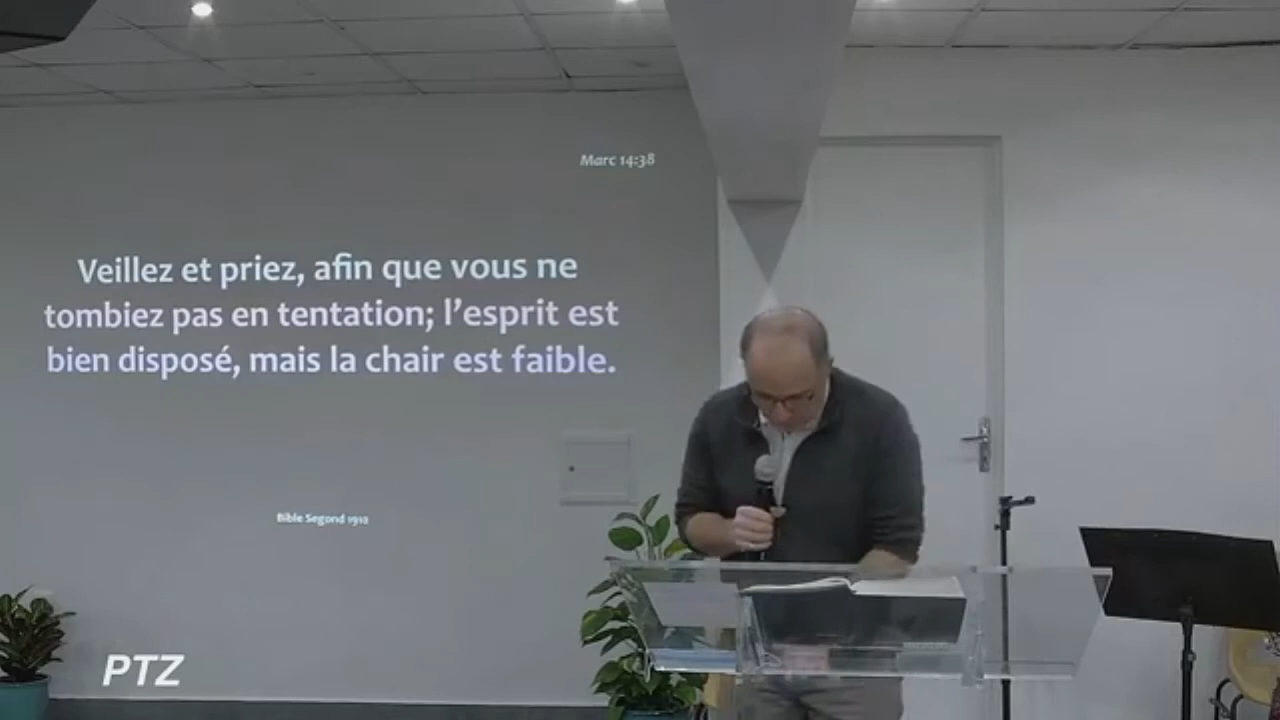 Marc 14:38
Veillez et priez, afin que vous ne
tombiez pas en tentation; l'esprit est
bien disposé, mais la chair est faible.
Bible Segond 1910
PTZ